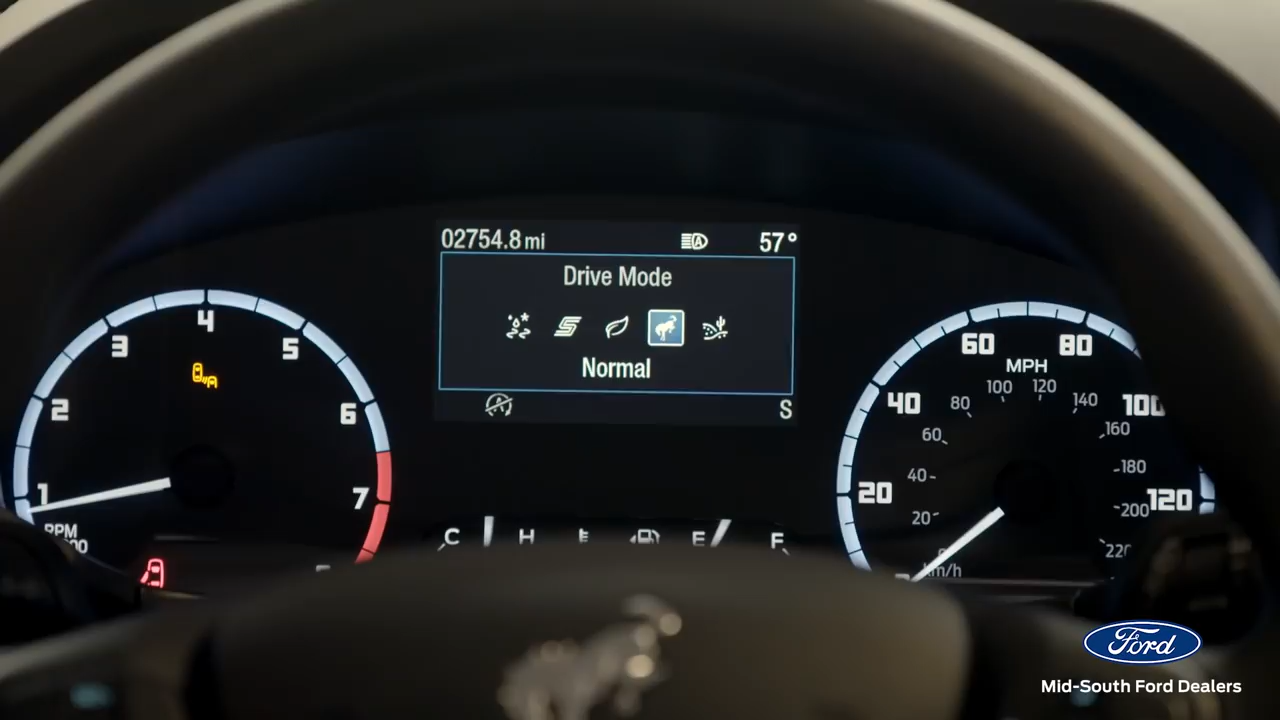 02754.8 mi
57°
Drive Mode
Normal
S
1
2
3
4
5
6
7
RPM
C
H
E
F
20
40
60
80
100
120
MPH
20
40
60
80
100
120
140
160
180
200
km/h
Ford
Mid-South Ford Dealers